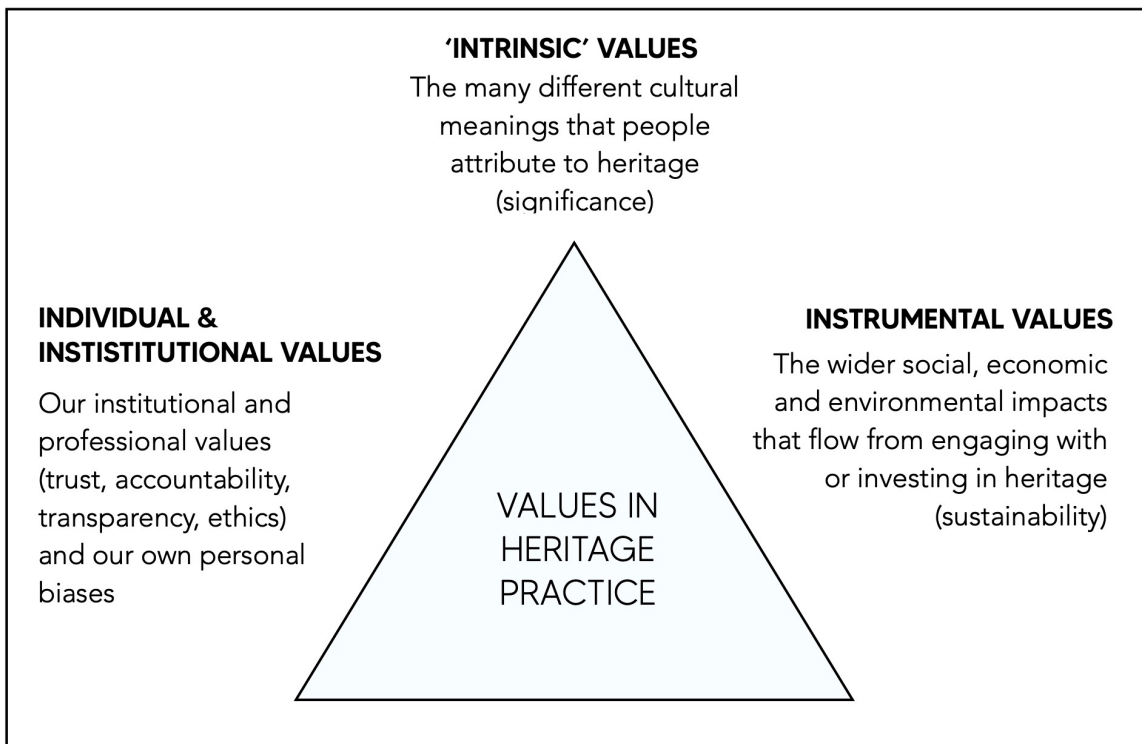 ‘INTRINSIC’ VALUES
The many different cultural
meanings that people
attribute to heritage
(significance)
INDIVIDUAL &
INSTISTITUTIONAL VALUES
Our institutional and
professional values
(trust, accountability,
transparency, ethics)
and our own personal
biases
INSTRUMENTAL VALUES
The wider social, economic
and environmental impacts
that flow from engaging with
or investing in heritage
(sustainability)
VALUES IN
HERITAGE
PRACTICE